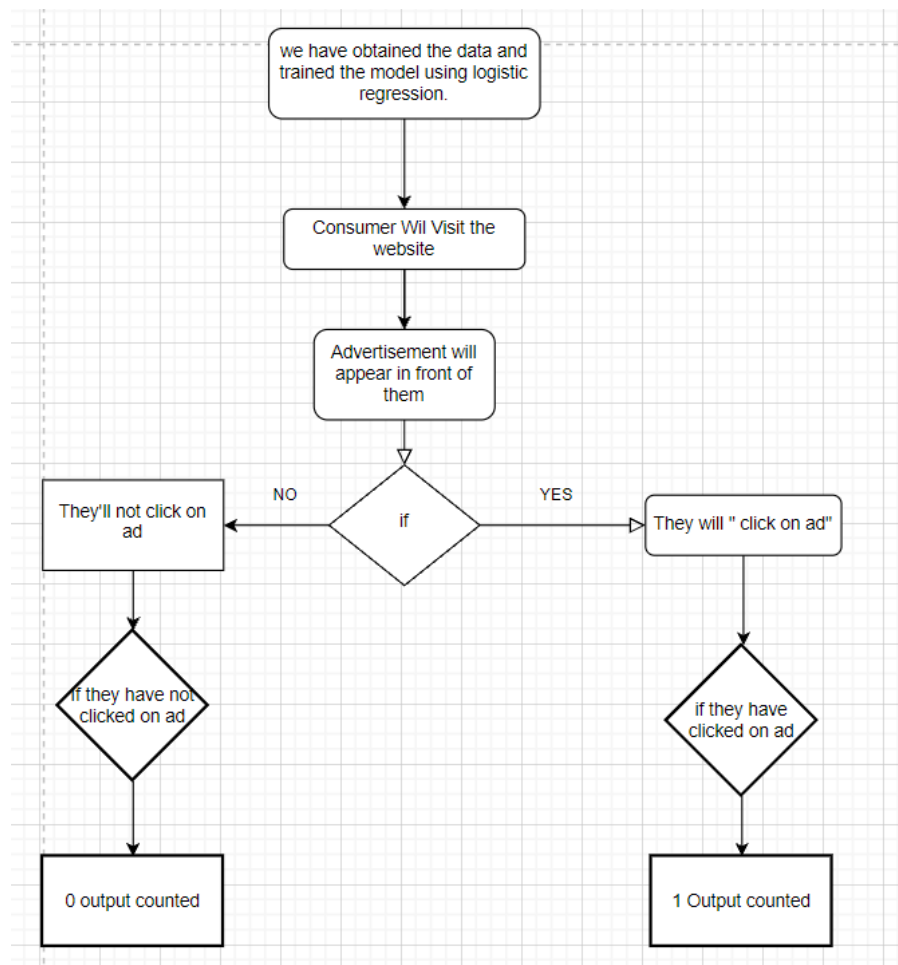 we have obtained the data and
trained the model using logistic
regression.
Consumer Wil Visit the
website
Advertisement will
appear in front of
them
NO
if
YES
They'll not click on
ad
They will " click on ad"
if they have not
clicked on ad
if they have
clicked on ad
0 output counted
1 Output counted